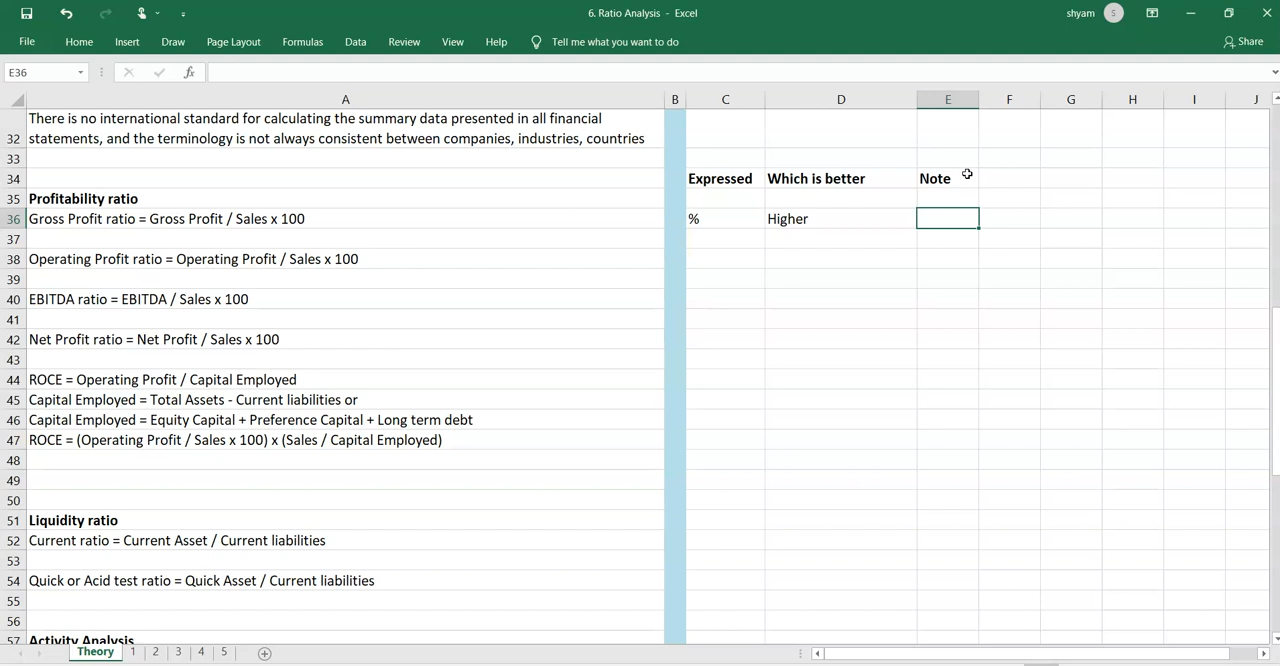 6. Ratio Analysis - Excel
shyam
S
File Home Insert Draw Page Layout Formulas Data Review View Help Tell me what you want to do
Share
E36
fx
A B C D E F G H I J
There is no international standard for calculating the summary data presented in all financial
32 statements, and the terminology is not always consistent between companies, industries, countries
33
34 Expressed Which is better Note
35 Profitability ratio
36 Gross Profit ratio = Gross Profit / Sales x 100 % Higher
37
38 Operating Profit ratio = Operating Profit / Sales x 100
39
40 EBITDA ratio = EBITDA / Sales x 100
41
42 Net Profit ratio = Net Profit / Sales x 100
43
44 ROCE = Operating Profit / Capital Employed
45 Capital Employed = Total Assets - Current liabilities or
46 Capital Employed = Equity Capital + Preference Capital + Long term debt
47 ROCE = (Operating Profit / Sales x 100) x (Sales / Capital Employed)
48
49
50
51 Liquidity ratio
52 Current ratio = Current Asset / Current liabilities
53
54 Quick or Acid test ratio = Quick Asset / Current liabilities
55
56
57 Activity Analysis
Theory 1 2 3 4 5